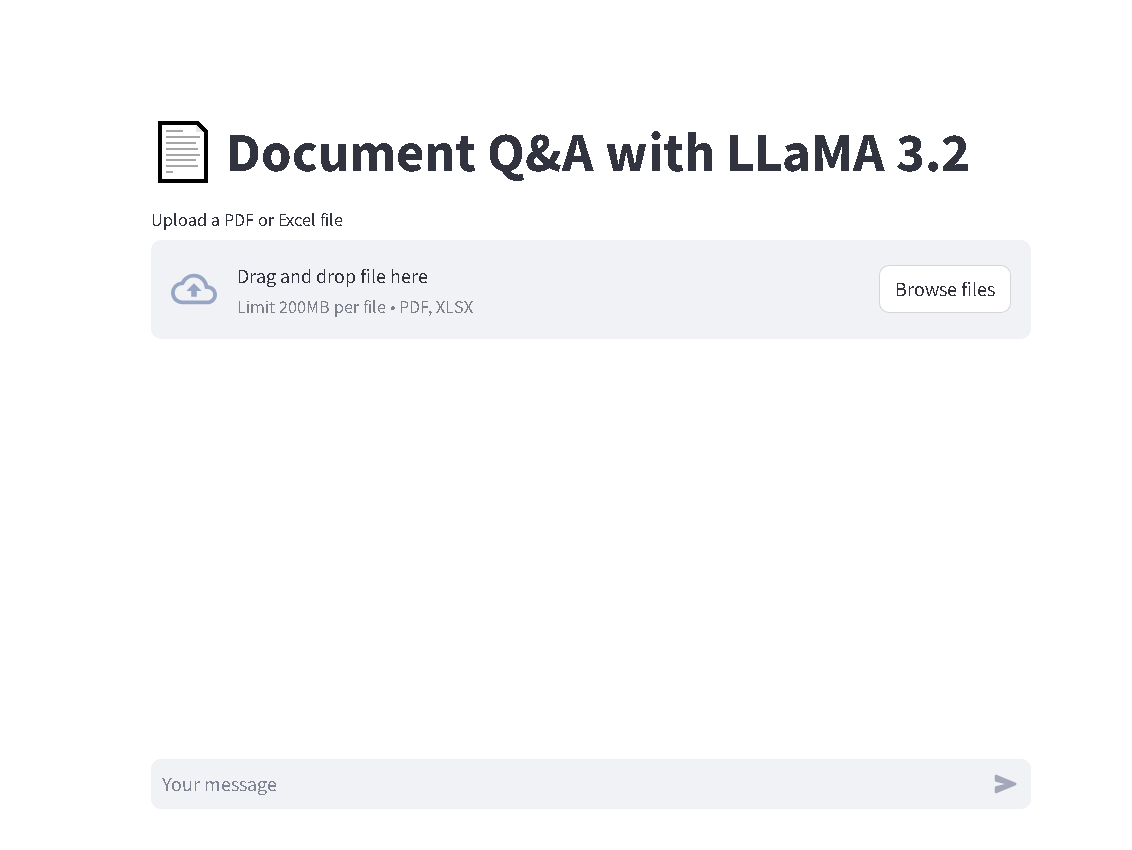 Document Q&A with LLaMA 3.2
Upload a PDF or Excel file
Drag and drop file here
Limit 200MB per file • PDF, XLSX
Browse files
Your message